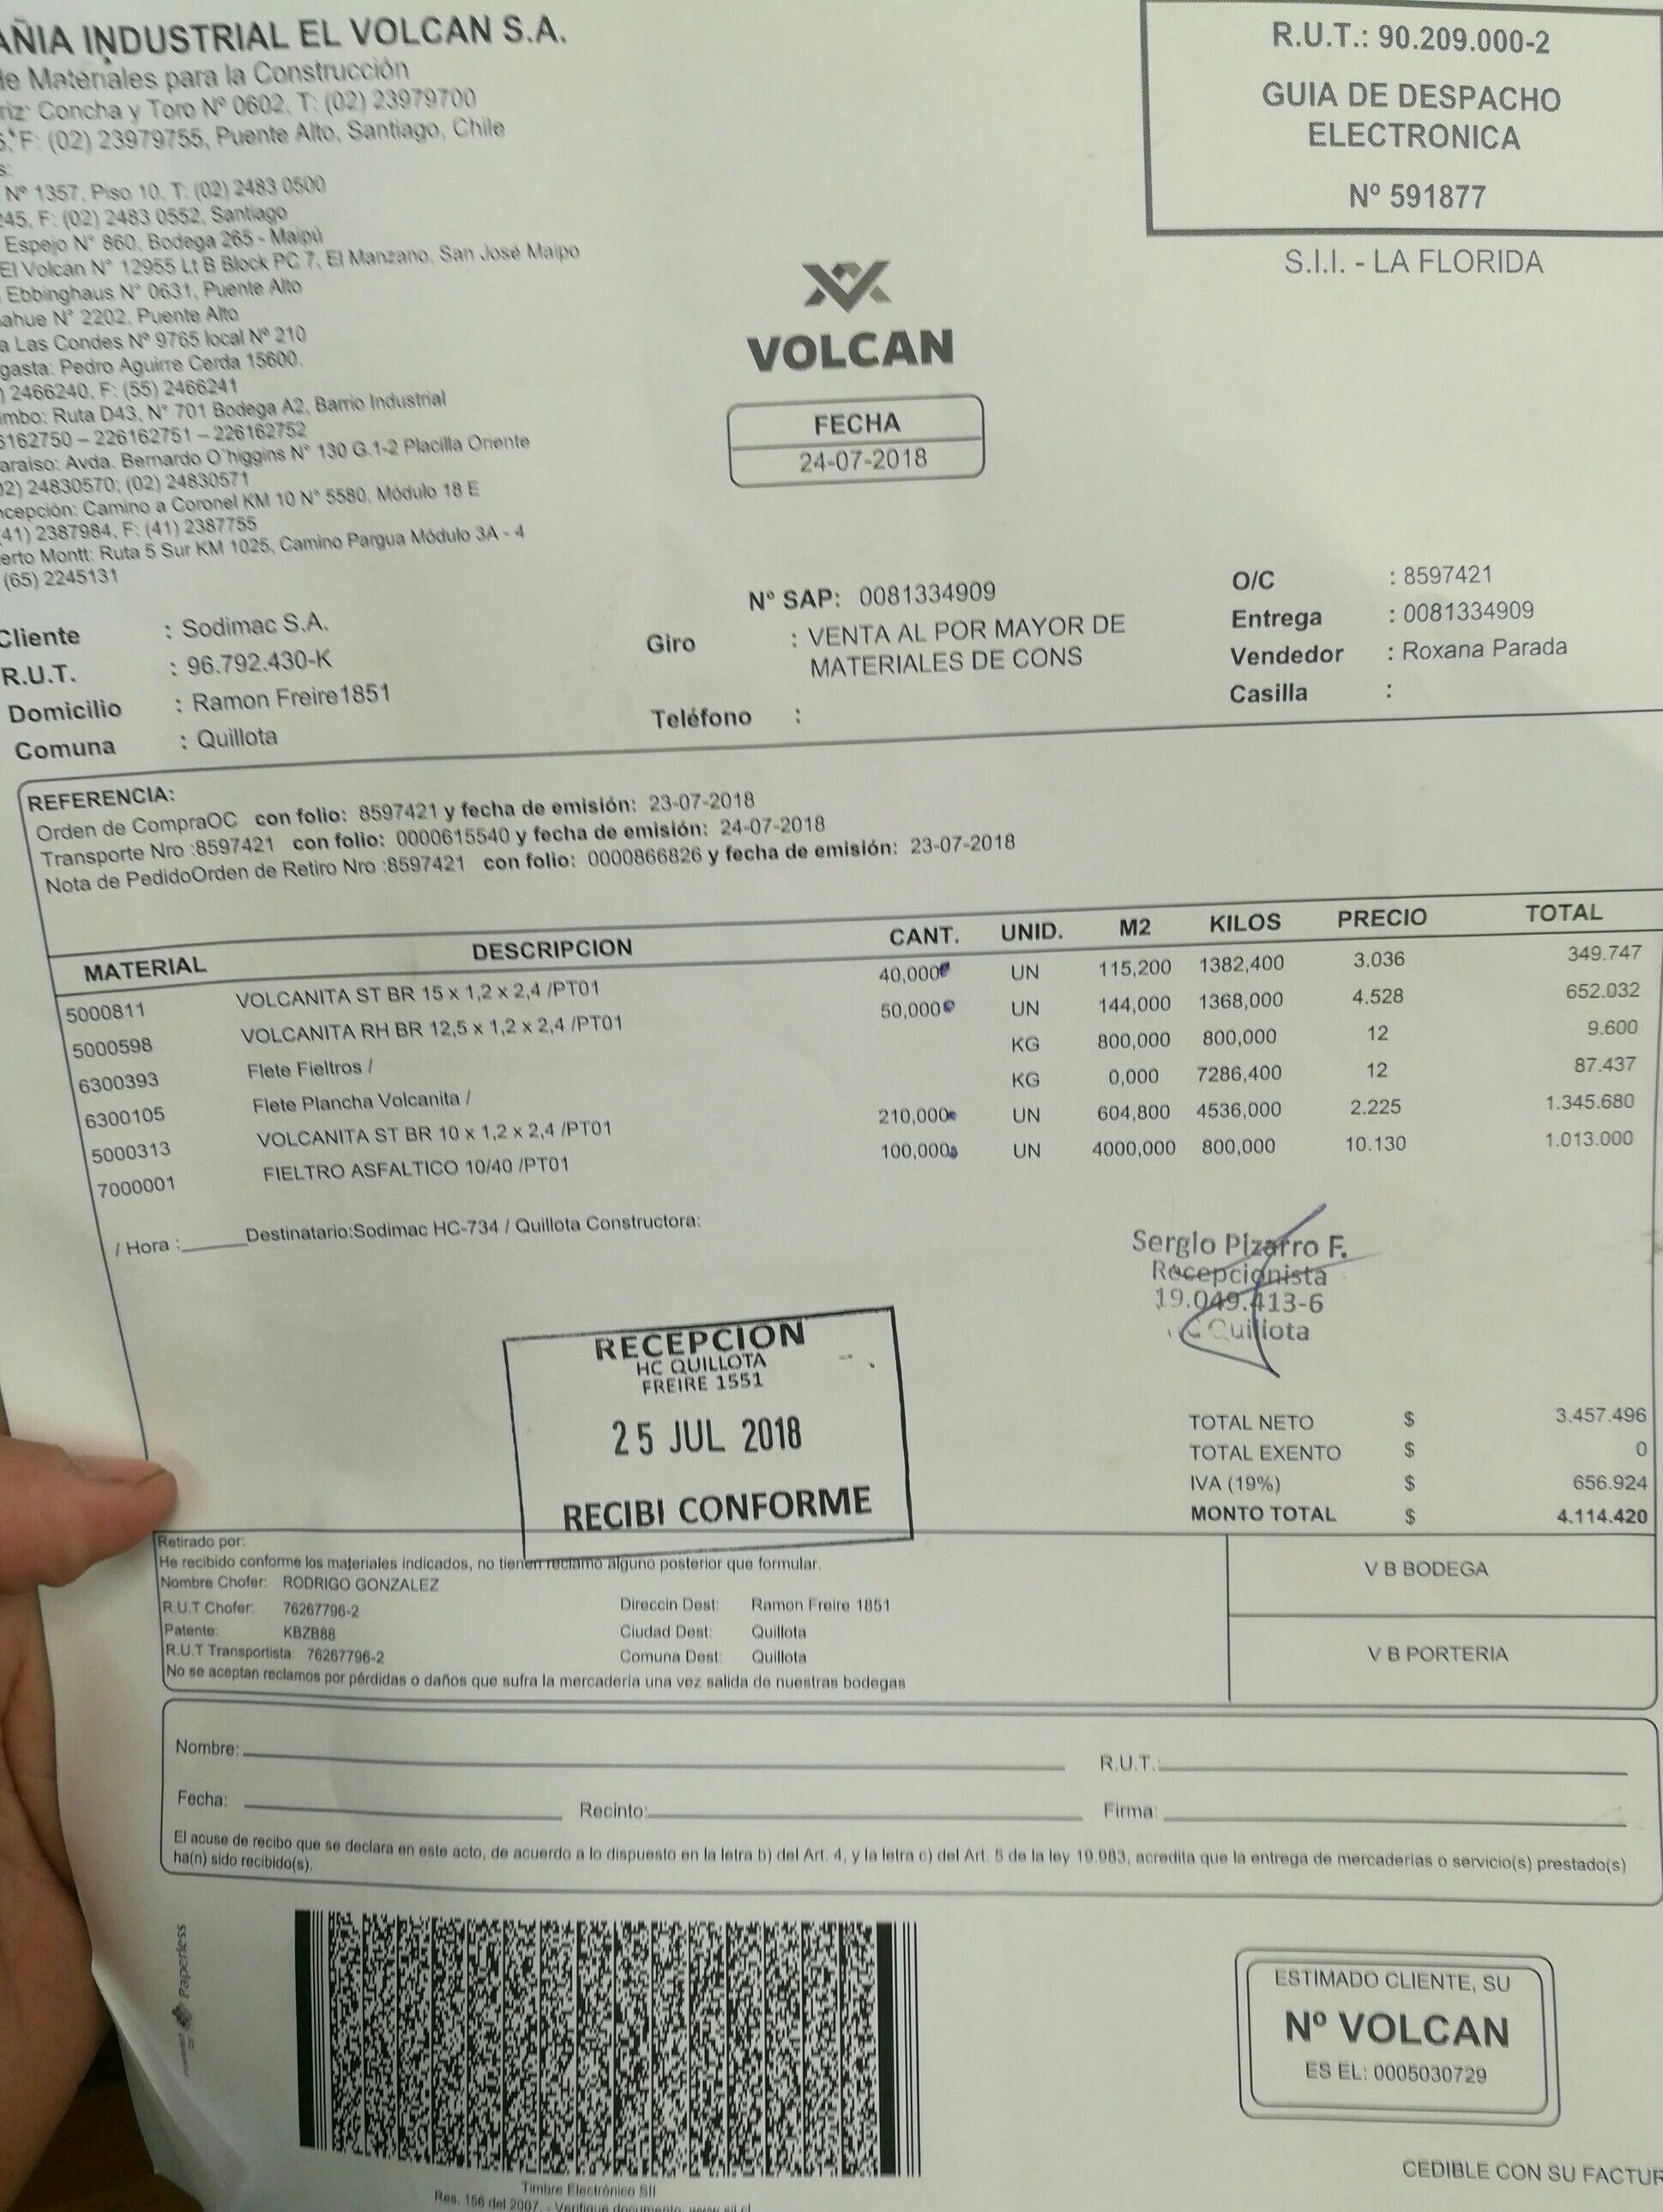 AÑIA INDUSTRIAL EL VOLCAN S.A.
de Materiales para la Construcción
riz: Concha y Toro Nº 0602, T: (02) 23979700
F: (02) 23979755, Puente Alto, Santiago, Chile
s:
Nº 1357, Piso 10, T: (02) 2483 0500
245, F: (02) 2483 0552, Santiago
Espejo N° 860, Bodega 265 - Maipú
El Volcán N° 12955 Lt B Block PC 7, El Manzano, San José Maipo
Ebbinghaus N° 0631, Puente Alto
ahue N° 2202, Puente Alto
a Las Condes Nº 9765 local Nº 210
gasta: Pedro Aguirre Cerda 15600.
) 2466240, F: (55) 2466241
imbo: Ruta D43, N° 701 Bodega A2, Barrio Industrial
6162750 – 226162751 – 226162752
araiso: Avda. Bernardo O'higgins N° 130 G.1-2 Placilla Oriente
02) 24830570; (02) 24830571
ncepción: Camino a Coronel KM 10 N° 5580, Módulo 18 E
(41) 2387984, F: (41) 2387755
erto Montt: Ruta 5 Sur KM 1025, Camino Pargua Módulo 3A - 4
(65) 2245131
R.U.T.: 90.209.000-2
GUIA DE DESPACHO
ELECTRONICA
Nº 591877
S.I.I. - LA FLORIDA
VOLCAN
FECHA
24-07-2018
Cliente : Sodimac S.A.
R.U.T. : 96.792.430-K
Domicilio : Ramon Freire1851
Comuna : Quillota
N° SAP: 0081334909
Giro : VENTA AL POR MAYOR DE
MATERIALES DE CONS
Teléfono :
O/C : 8597421
Entrega : 0081334909
Vendedor : Roxana Parada
Casilla :
REFERENCIA:
Orden de CompraOC con folio: 8597421 y fecha de emisión: 23-07-2018
Transporte Nro :8597421 con folio: 0000615540 y fecha de emisión: 24-07-2018
Nota de PedidoOrden de Retiro Nro :8597421 con folio: 0000866826 y fecha de emisión: 23-07-2018
MATERIAL DESCRIPCION CANT. UNID. M2 KILOS PRECIO TOTAL
5000811 VOLCANITA ST BR 15 x 1,2 x 2,4 /PT01 40,000 UN 115,200 1382,400 3.036 349.747
5000598 VOLCANITA RH BR 12,5 x 1,2 x 2,4 /PT01 50,000 UN 144,000 1368,000 4.528 652.032
6300393 Flete Fieltros / KG 800,000 800,000 12 9.600
6300105 Flete Plancha Volcanita / KG 0,000 7286,400 12 87.437
5000313 VOLCANITA ST BR 10 x 1,2 x 2,4 /PT01 210,000 UN 604,800 4536,000 2.225 1.345.680
7000001 FIELTRO ASFALTICO 10/40 /PT01 100,000 UN 4000,000 800,000 10.130 1.013.000
/ Hora :______Destinatario:Sodimac HC-734 / Quillota Constructora:
Sergio Pizarro F.
Recepcionista
19.049.413-6
Quillota
RECEPCION
HC QUILLOTA
FREIRE 1551
25 JUL 2018
RECIBI CONFORME
TOTAL NETO $ 3.457.496
TOTAL EXENTO $ 0
IVA (19%) $ 656.924
MONTO TOTAL $ 4.114.420
Retirado por:
He recibido conforme los materiales indicados, no tienen reclamo alguno posterior que formular.
Nombre Chofer: RODRIGO GONZALEZ
R.U.T Chofer: 76267796-2 Direccin Dest: Ramon Freire 1851
Patente: KBZB88 Ciudad Dest: Quillota
R.U.T Transportista: 76267796-2 Comuna Dest: Quillota
No se aceptan reclamos por pérdidas o daños que sufra la mercadería una vez salida de nuestras bodegas
V B BODEGA
V B PORTERIA
Nombre: R.U.T.:
Fecha: Recinto: Firma:
El acuse de recibo que se declara en este acto, de acuerdo a lo dispuesto en la letra b) del Art. 4, y la letra c) del Art. 5 de la ley 19.983, acredita que la entrega de mercaderías o servicio(s) prestado(s)
ha(n) sido recibido(s).
powered by Paperless
Timbre Electrónico SII
Res. 156 del 2007. - Verifique documento: www.sii.cl
ESTIMADO CLIENTE, SU
Nº VOLCAN
ES EL: 0005030729
CEDIBLE CON SU FACTUR